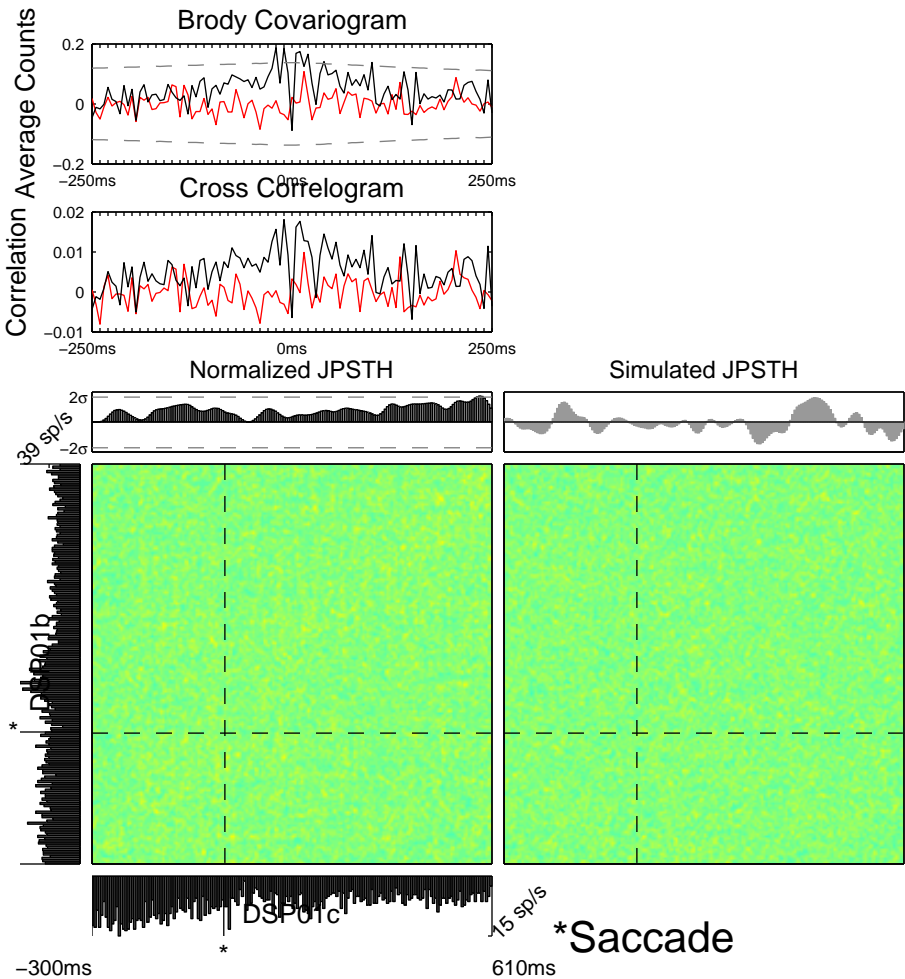 Brody Covariogram
Average Counts
0.2
0
−0.2
−250ms
0ms
250ms
Cross Correlogram
Correlation
0.02
0.01
0
−0.01
−250ms
0ms
250ms
Normalized JPSTH
Simulated JPSTH
2σ
−2σ
39 sp/s
DSP01b
*
DSP01c
*
15 sp/s
*Saccade
−300ms
610ms